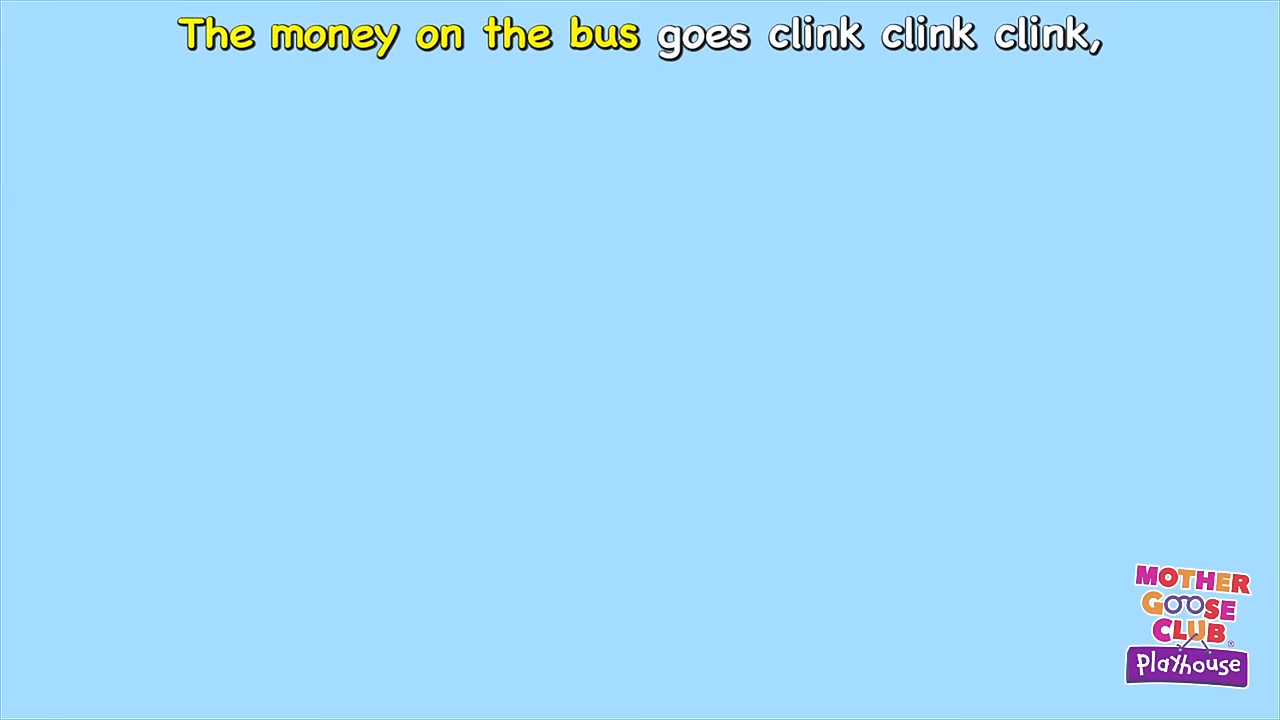 The money on the bus goes clink clink clink,
MOTHER
GOOSE
CLUB
Playhouse